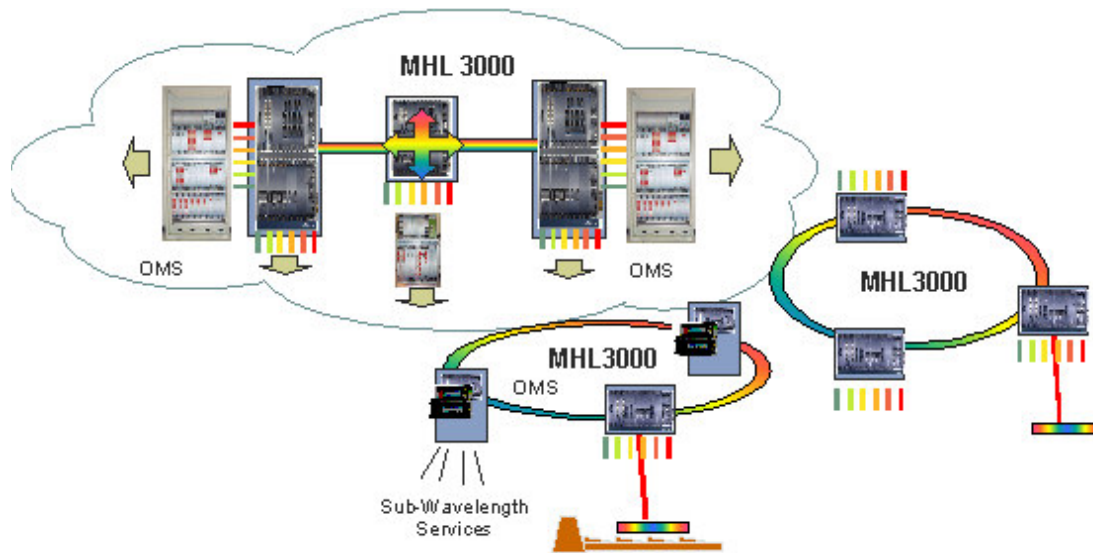 MHL 3000
OMS
OMS
MHL3000
MHL3000
OMS
Sub-Wavelength
Services